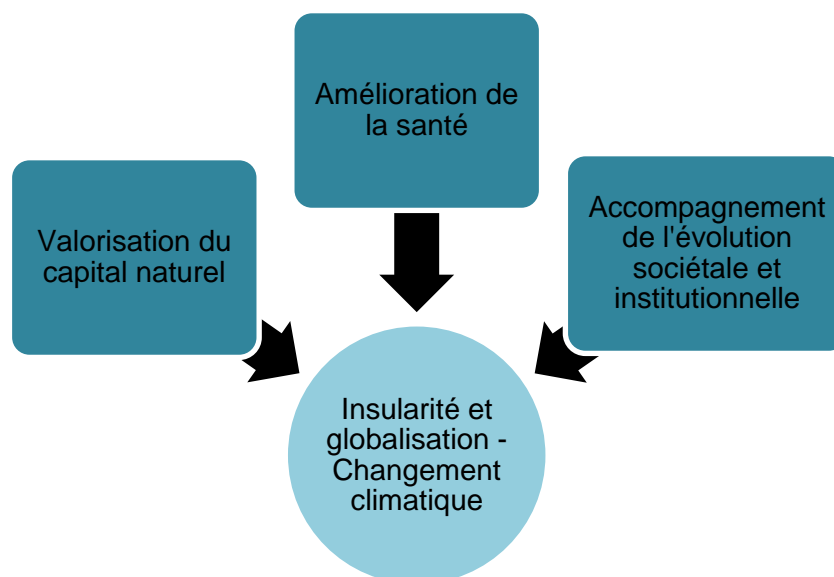 Amélioration de
la santé
Valorisation du
capital naturel
Accompagnement
de l'évolution
sociétale et
institutionnelle
Insularité et
globalisation -
Changement
climatique